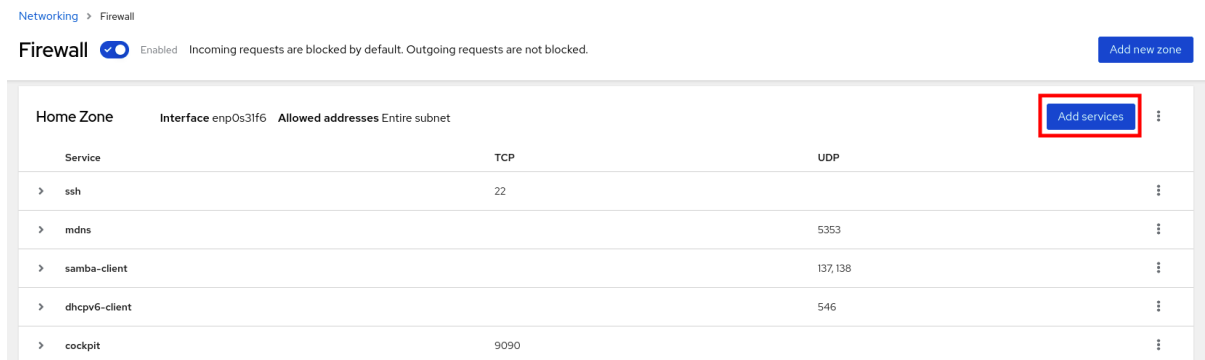 Networking > Firewall
Firewall Enabled Incoming requests are blocked by default. Outgoing requests are not blocked. Add new zone
Home Zone Interface enp0s31f6 Allowed addresses Entire subnet Add services
Service TCP UDP
ssh 22
mdns 5353
samba-client 137, 138
dhcpv6-client 546
cockpit 9090